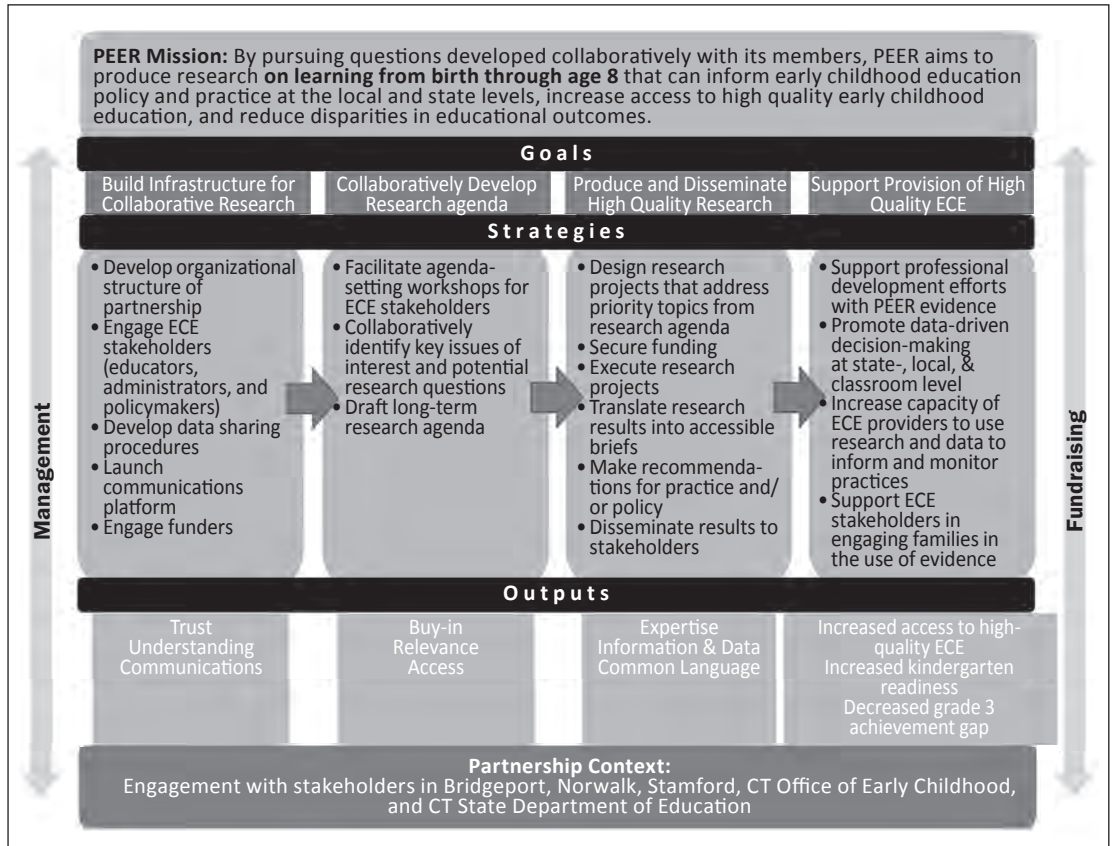 PEER Mission: By pursuing questions developed collaboratively with its members, PEER aims to
produce research on learning from birth through age 8 that can inform early childhood education
policy and practice at the local and state levels, increase access to high quality early childhood
education, and reduce disparities in educational outcomes.
Goals
Build Infrastructure for
Collaborative Research
Collaboratively Develop
Research agenda
Produce and Disseminate
High Quality Research
Support Provision of High
Quality ECE
Strategies
• Develop organizational
structure of
partnership
• Engage ECE
stakeholders
(educators,
administrators, and
policymakers)
• Develop data sharing
procedures
• Launch
communications
platform
• Engage funders
• Facilitate agenda-
setting workshops for
ECE stakeholders
• Collaboratively
identify key issues of
interest and potential
research questions
• Draft long-term
research agenda
• Design research
projects that address
priority topics from
research agenda
• Secure funding
• Execute research
projects
• Translate research
results into accessible
briefs
• Make recommenda-
tions for practice and/
or policy
• Disseminate results to
stakeholders
• Support professional
development efforts
with PEER evidence
• Promote data-driven
decision-making
at state-, local, &
classroom level
• Increase capacity of
ECE providers to use
research and data to
inform and monitor
practices
• Support ECE
stakeholders in
engaging families in
the use of evidence
Management
Fundraising
Outputs
Trust
Understanding
Communications
Buy-in
Relevance
Access
Expertise
Information & Data
Common Language
Increased access to high-
quality ECE
Increased kindergarten
readiness
Decreased grade 3
achievement gap
Partnership Context:
Engagement with stakeholders in Bridgeport, Norwalk, Stamford, CT Office of Early Childhood,
and CT State Department of Education